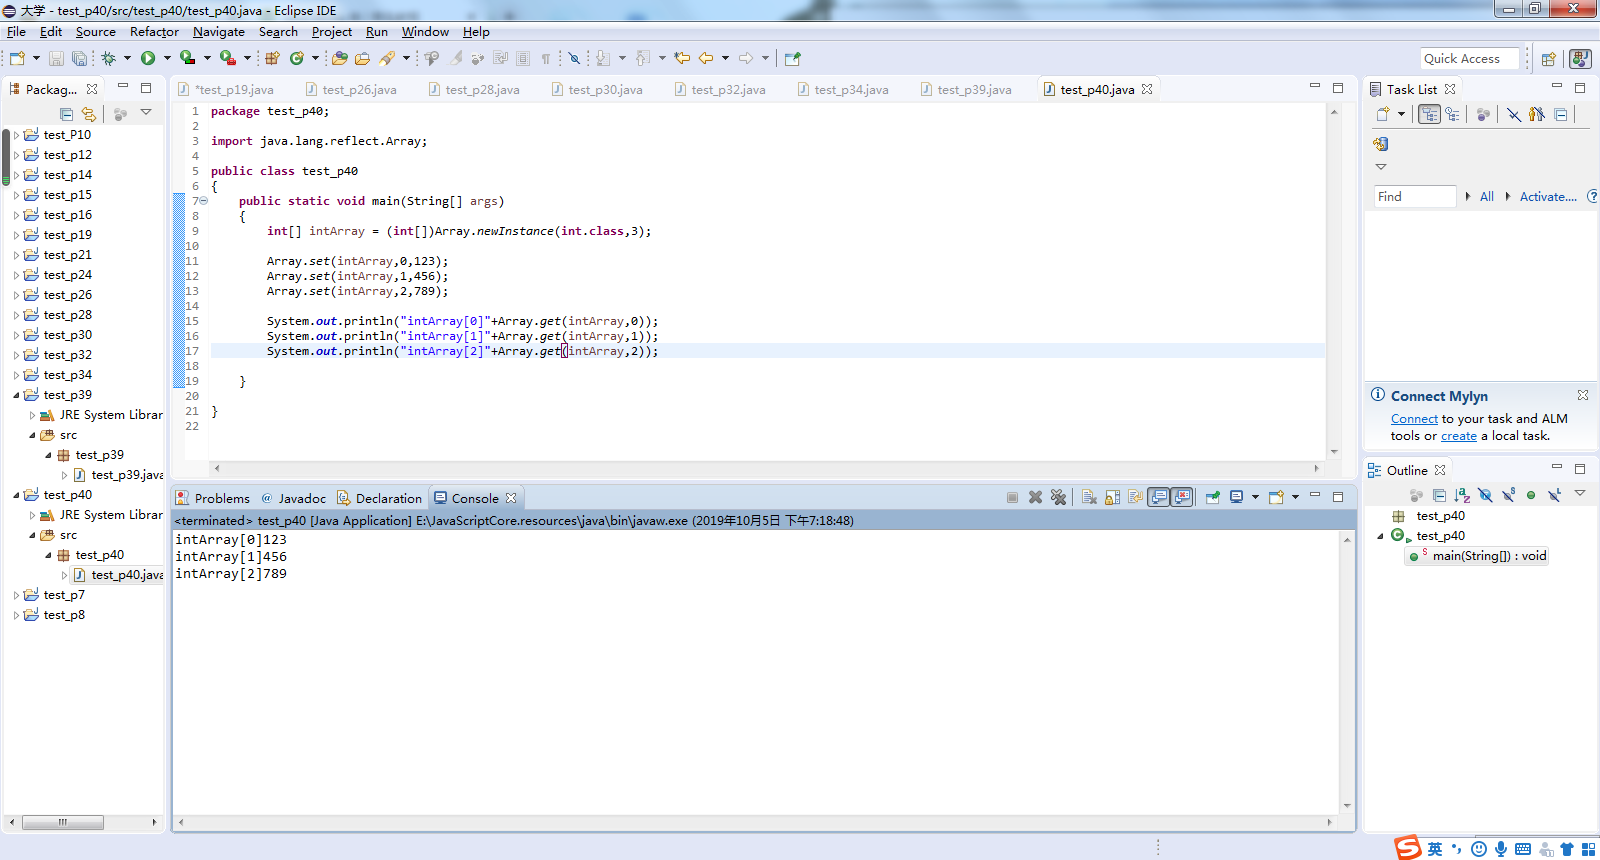 大学 - test_p40/src/test_p40/test_p40.java - Eclipse IDE
File Edit Source Refactor Navigate Search Project Run Window Help
Quick Access
Packag...
test_P10
test_p12
test_p14
test_p15
test_p16
test_p19
test_p21
test_p24
test_p26
test_p28
test_p30
test_p32
test_p34
test_p39
JRE System Librar
src
test_p39
test_p39.java
test_p40
JRE System Librar
src
test_p40
test_p40.java
test_p7
test_p8
*test_p19.java test_p26.java test_p28.java test_p30.java test_p32.java test_p34.java test_p39.java test_p40.java
1 package test_p40;
2
3 import java.lang.reflect.Array;
4
5 public class test_p40
6 {
7 public static void main(String[] args)
8 {
9 int[] intArray = (int[])Array.newInstance(int.class,3);
10
11 Array.set(intArray,0,123);
12 Array.set(intArray,1,456);
13 Array.set(intArray,2,789);
14
15 System.out.println("intArray[0]"+Array.get(intArray,0));
16 System.out.println("intArray[1]"+Array.get(intArray,1));
17 System.out.println("intArray[2]"+Array.get(intArray,2));
18
19 }
20
21 }
22
Problems @ Javadoc Declaration Console
<terminated> test_p40 [Java Application] E:\JavaScriptCore.resources\java\bin\javaw.exe (2019年10月5日 下午7:18:48)
intArray[0]123
intArray[1]456
intArray[2]789
Task List
Find All Activate....
Connect Mylyn
Connect to your task and ALM
tools or create a local task.
Outline
test_p40
test_p40
main(String[]) : void
英